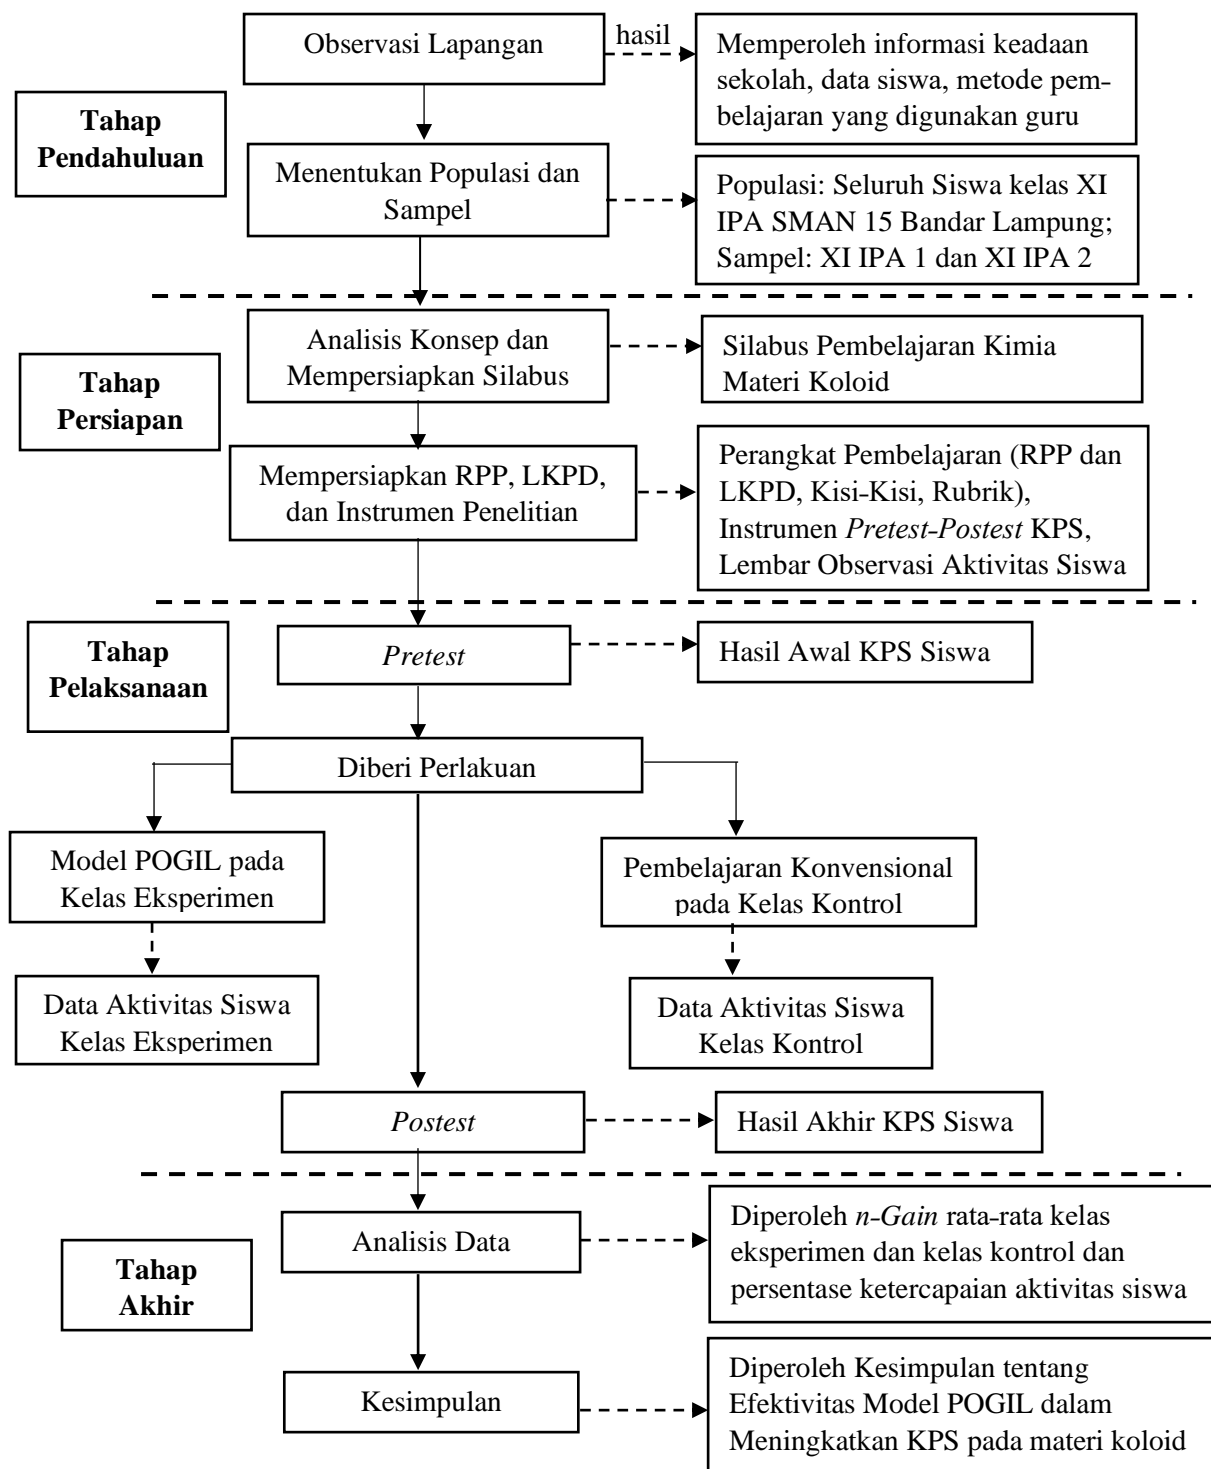 Observasi Lapangan
hasil
Memperoleh informasi keadaan
sekolah, data siswa, metode pem-
belajaran yang digunakan guru
Tahap
Pendahuluan
Menentukan Populasi dan
Sampel
Populasi: Seluruh Siswa kelas XI
IPA SMAN 15 Bandar Lampung;
Sampel: XI IPA 1 dan XI IPA 2
Analisis Konsep dan
Mempersiapkan Silabus
Silabus Pembelajaran Kimia
Materi Koloid
Tahap
Persiapan
Mempersiapkan RPP, LKPD,
dan Instrumen Penelitian
Perangkat Pembelajaran (RPP dan
LKPD, Kisi-Kisi, Rubrik),
Instrumen Pretest-Postest KPS,
Lembar Observasi Aktivitas Siswa
Tahap
Pelaksanaan
Pretest
Hasil Awal KPS Siswa
Diberi Perlakuan
Model POGIL pada
Kelas Eksperimen
Pembelajaran Konvensional
pada Kelas Kontrol
Data Aktivitas Siswa
Kelas Eksperimen
Data Aktivitas Siswa
Kelas Kontrol
Postest
Hasil Akhir KPS Siswa
Tahap
Akhir
Analisis Data
Diperoleh n-Gain rata-rata kelas
eksperimen dan kelas kontrol dan
persentase ketercapaian aktivitas siswa
Kesimpulan
Diperoleh Kesimpulan tentang
Efektivitas Model POGIL dalam
Meningkatkan KPS pada materi koloid